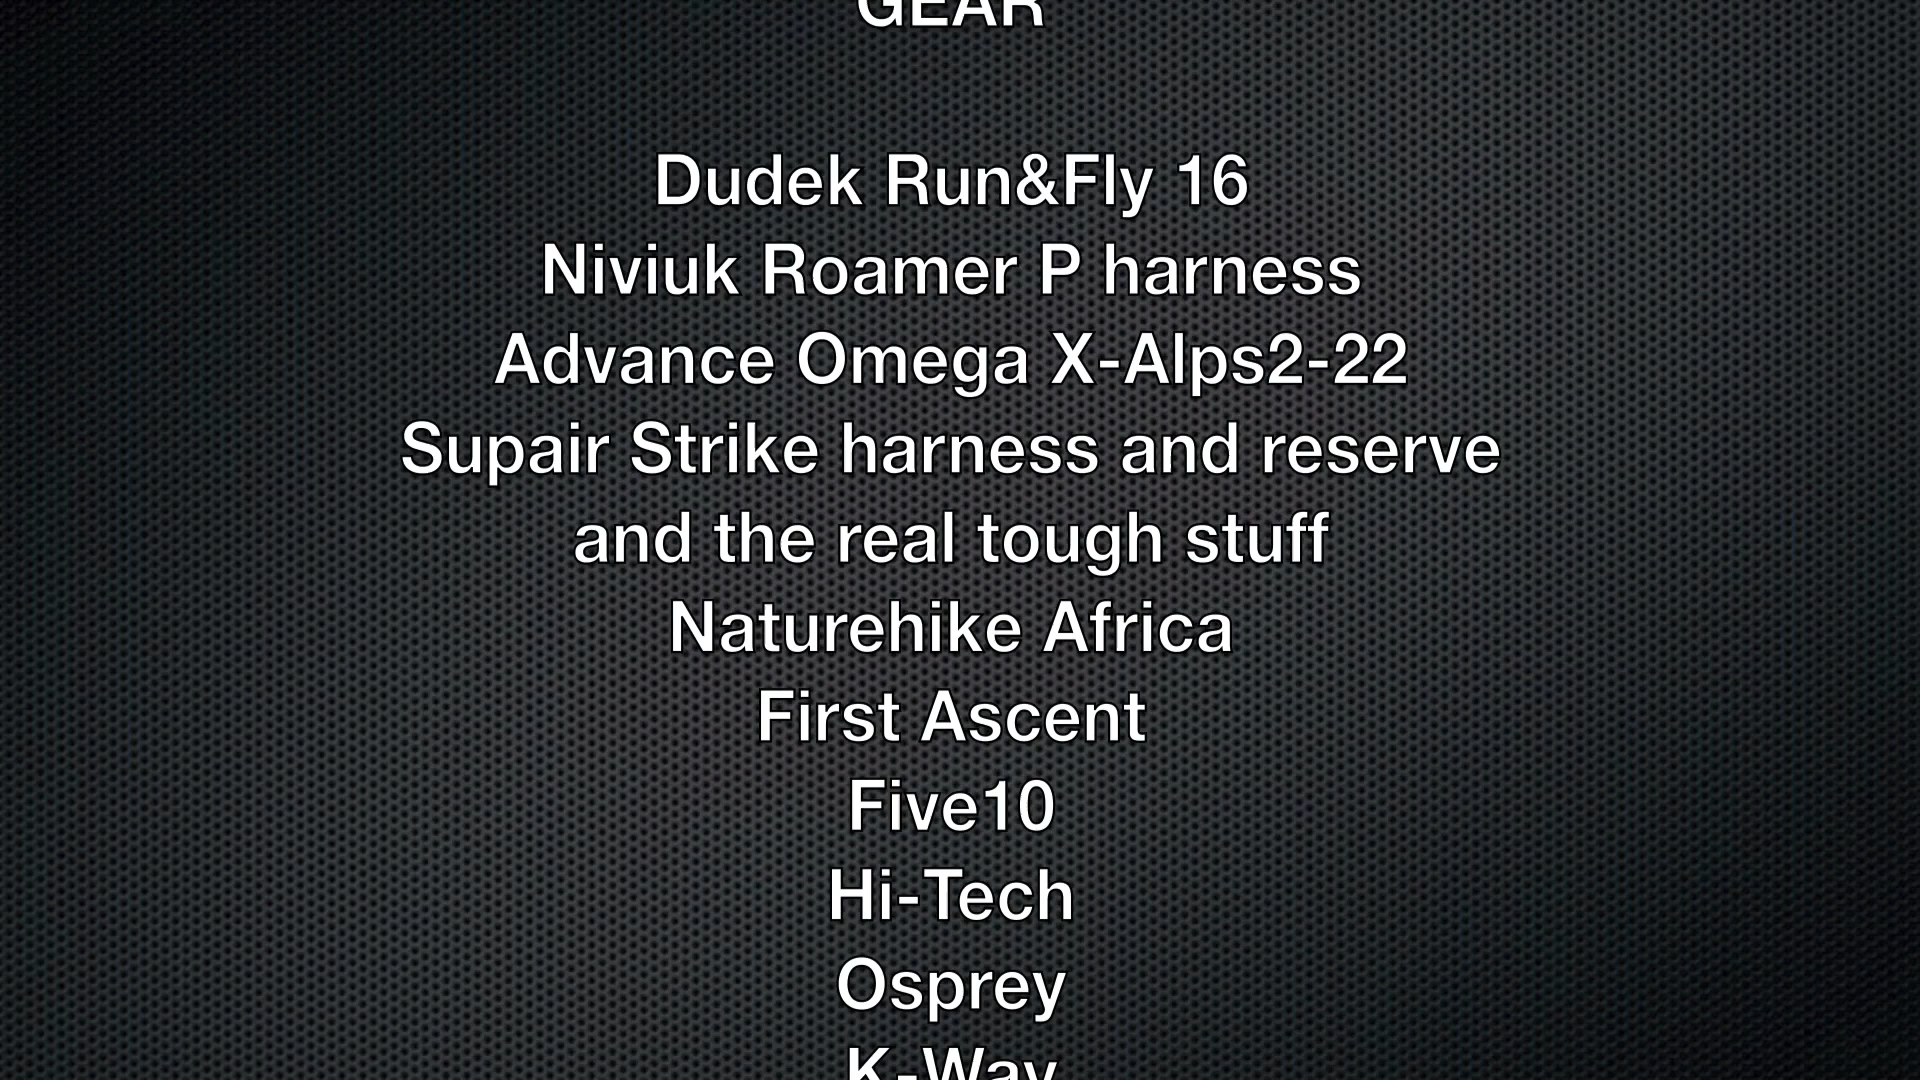 GEAR
Dudek Run&Fly 16
Niviuk Roamer P harness
Advance Omega X-Alps2-22
Supair Strike harness and reserve
and the real tough stuff
Naturehike Africa
First Ascent
Five10
Hi-Tech
Osprey
K-Way